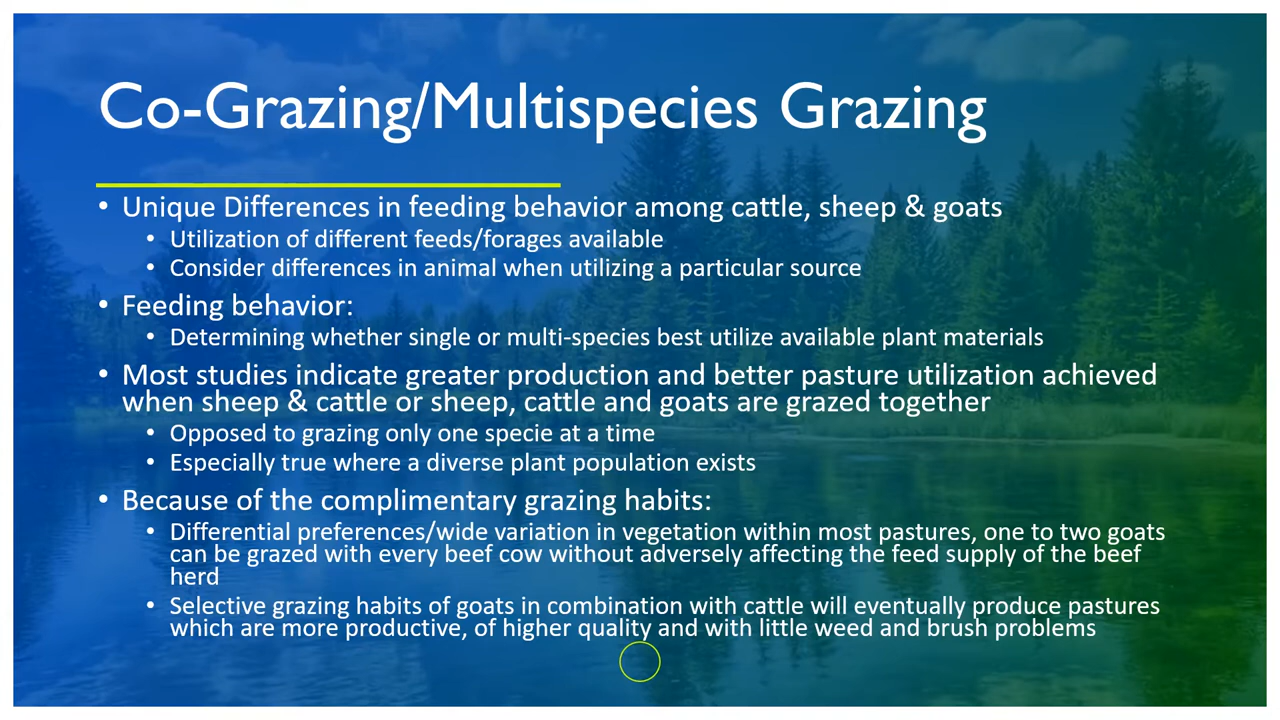 Co-Grazing/Multispecies Grazing
• Unique Differences in feeding behavior among cattle, sheep & goats
• Utilization of different feeds/forages available
• Consider differences in animal when utilizing a particular source
• Feeding behavior:
• Determining whether single or multi-species best utilize available plant materials
• Most studies indicate greater production and better pasture utilization achieved
when sheep & cattle or sheep, cattle and goats are grazed together
• Opposed to grazing only one specie at a time
• Especially true where a diverse plant population exists
• Because of the complimentary grazing habits:
• Differential preferences/wide variation in vegetation within most pastures, one to two goats
can be grazed with every beef cow without adversely affecting the feed supply of the beef
herd
• Selective grazing habits of goats in combination with cattle will eventually produce pastures
which are more productive, of higher quality and with little weed and brush problems